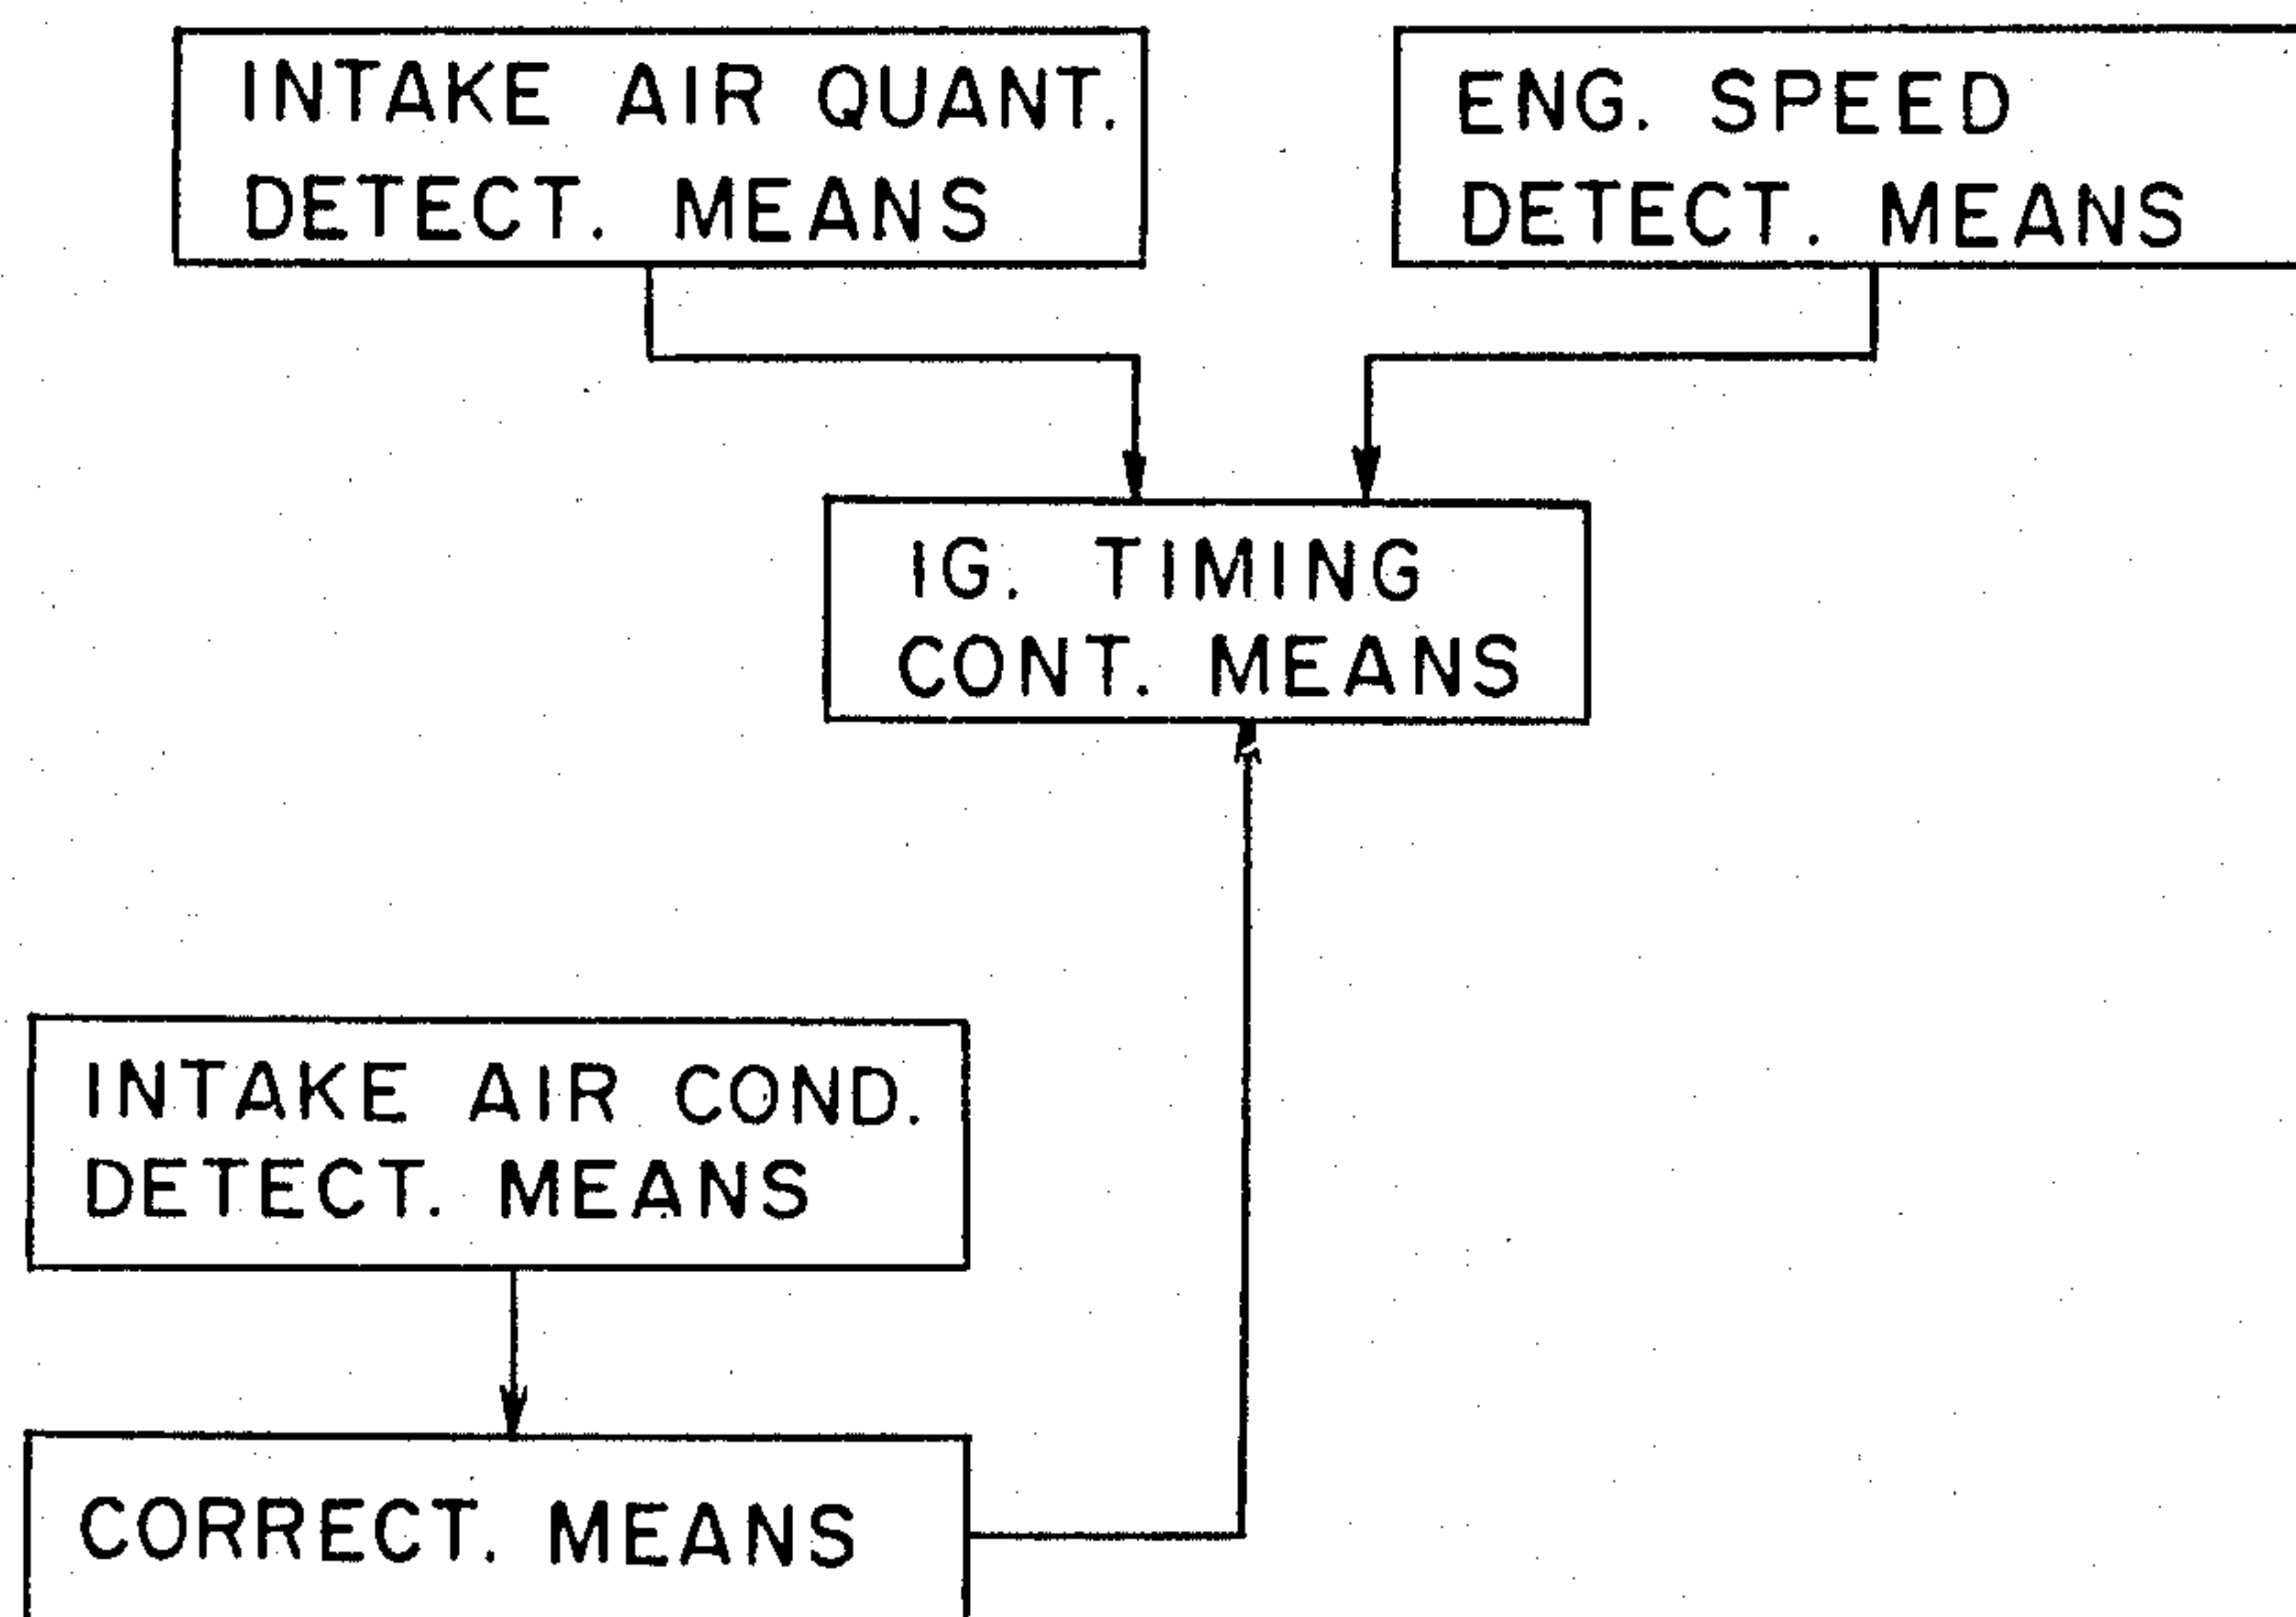 INTAKE AIR QUANT.
DETECT. MEANS
ENG. SPEED
DETECT. MEANS
IG. TIMING
CONT. MEANS
INTAKE AIR COND.
DETECT. MEANS
CORRECT. MEANS